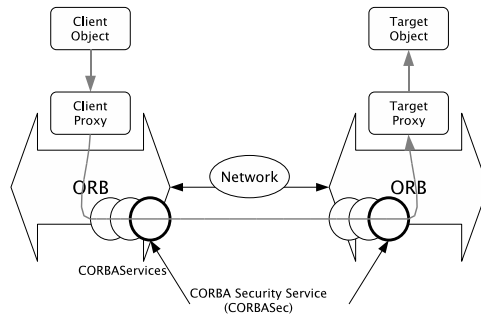 Client
Object
Target
Object
Client
Proxy
Target
Proxy
Network
ORB
ORB
CORBAServices
CORBA Security Service
(CORBASec)